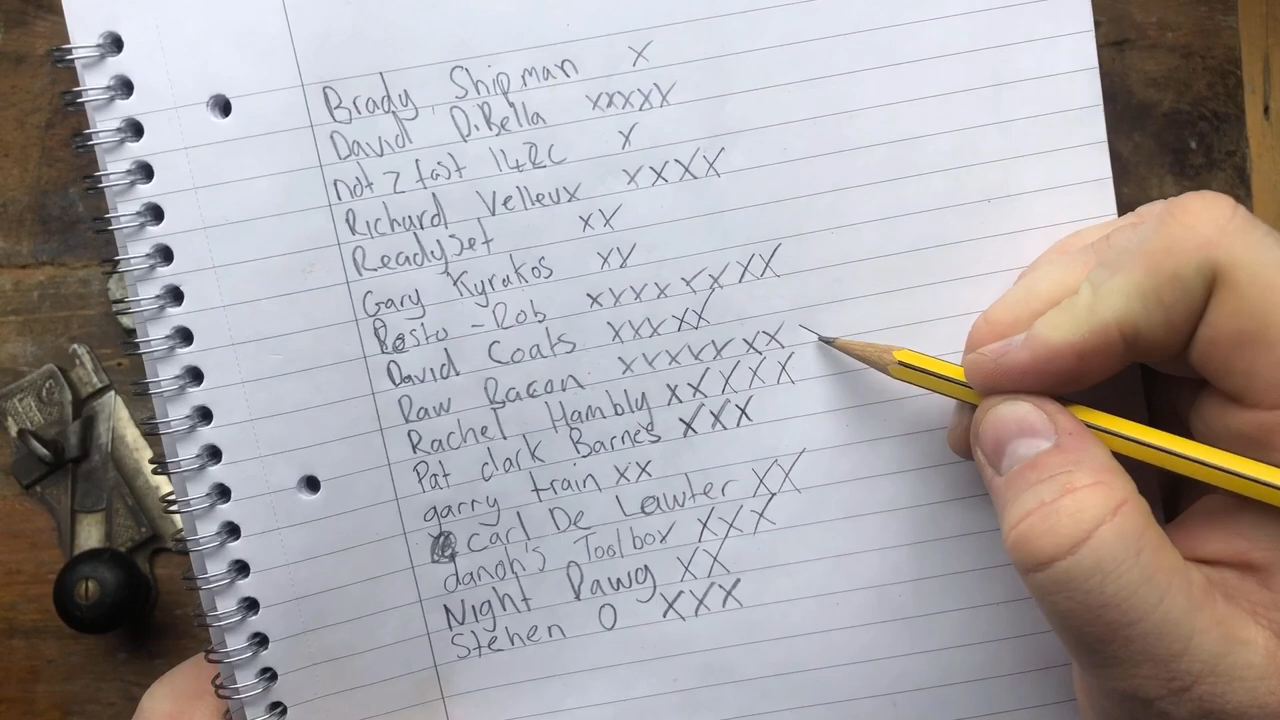 Brady Shipman X
David DiBella XXXXX
not 2 fast 142C X
Richard Velleux XXXX
ReadySet XX
Gary Kyrakos XX
Resto-Rob XXXXXXXX
David Coats XXXXX
Raw Bacon XXXXXXX
Rachel Hambly XXXXX
Pat clark Barnes XXX
garry train XX
Carl De Lawter XX
danoh's Toolbox XXX
Night Dawg XX
Stehen O XXX